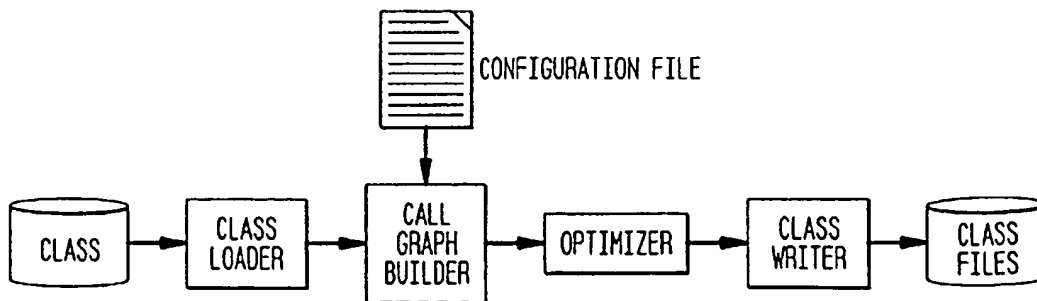 CONFIGURATION FILE
CLASS
CLASS
LOADER
CALL
GRAPH
BUILDER
OPTIMIZER
CLASS
WRITER
CLASS
FILES